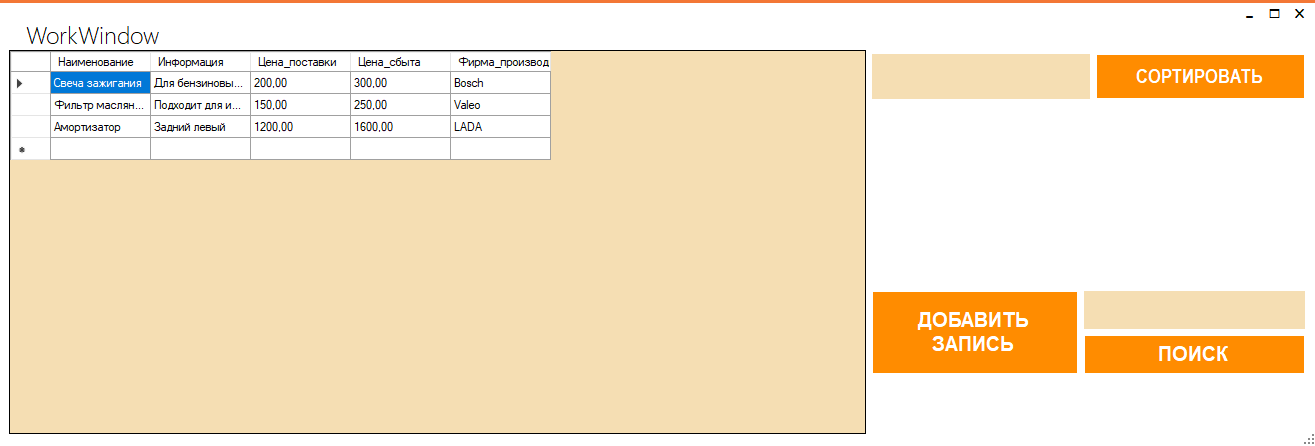 WorkWindow
Наименование Информация Цена_поставки Цена_сбыта Фирма_производ
Свеча зажигания Для бензиновы... 200,00 300,00 Bosch
Фильтр маслян... Подходит для и... 150,00 250,00 Valeo
Амортизатор Задний левый 1200,00 1600,00 LADA
СОРТИРОВАТЬ
ДОБАВИТЬ
ЗАПИСЬ
ПОИСК